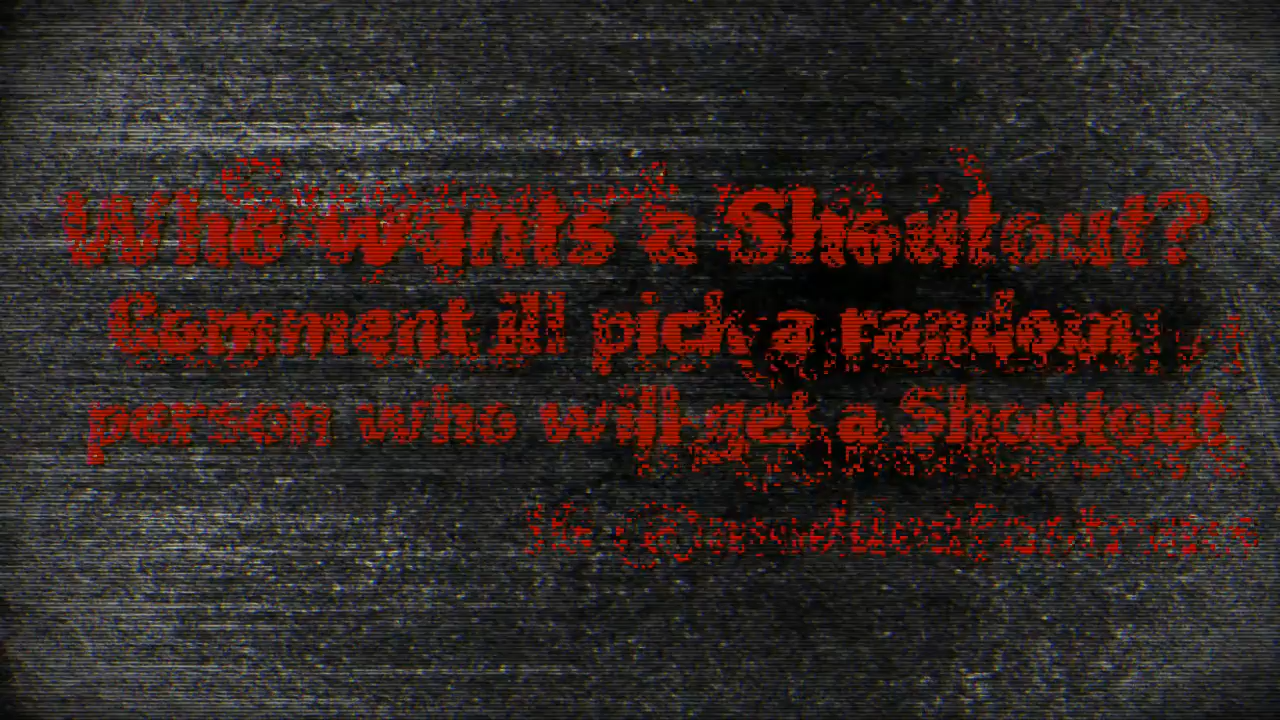 Who wants a Shoutout?
Comment ill pick a random
person who will get a Shoutout